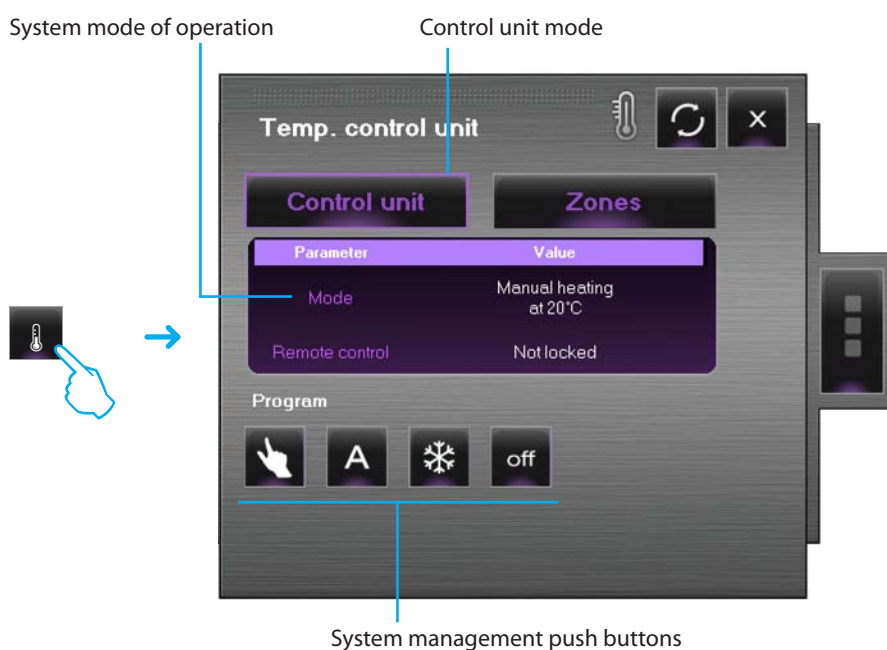 System mode of operation
Control unit mode
Temp. control unit
X
Control unit
Zones
Parameter
Value
Mode
Manual heating
at 20°C
Remote control
Not locked
Program
A
off
System management push buttons